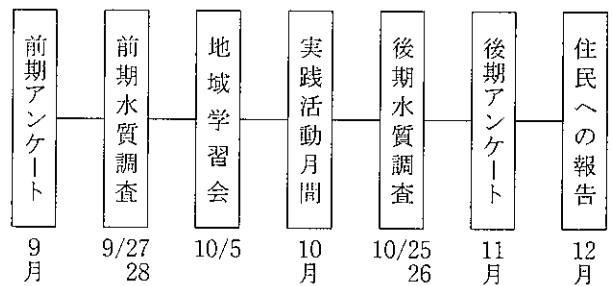 前期アンケート
前期水質調査
地域学習会
実践活動月間
後期水質調査
後期アンケート
住民への報告
9月
9/27
28
10/5
10月
10/25
26
11月
12月